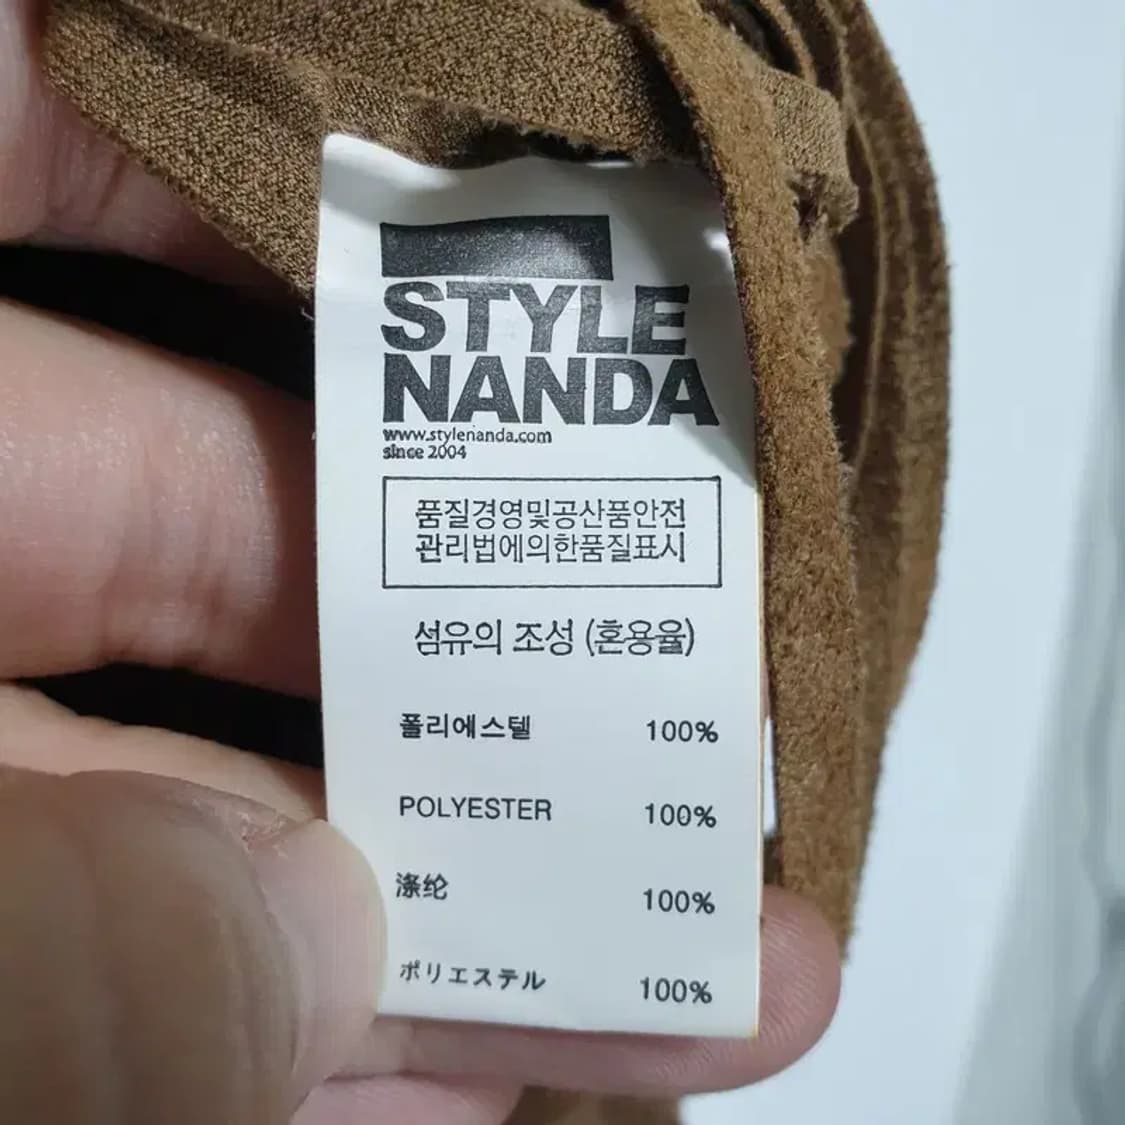 STYLE
NANDA
www.stylenanda.com
since 2004
품질경영및공산품안전
관리법에의한품질표시
섬유의 조성 (혼용율)
폴리에스텔 100%
POLYESTER 100%
涤纶 100%
ポリエステル 100%